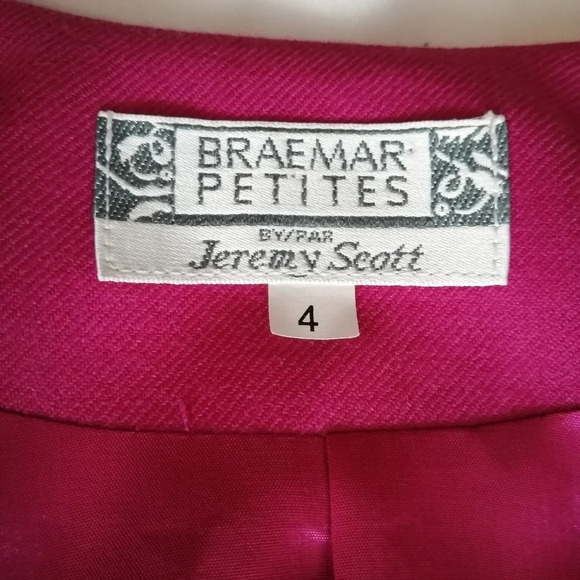 BRAEMAR
PETITES
BY/PAR
Jeremy Scott
4